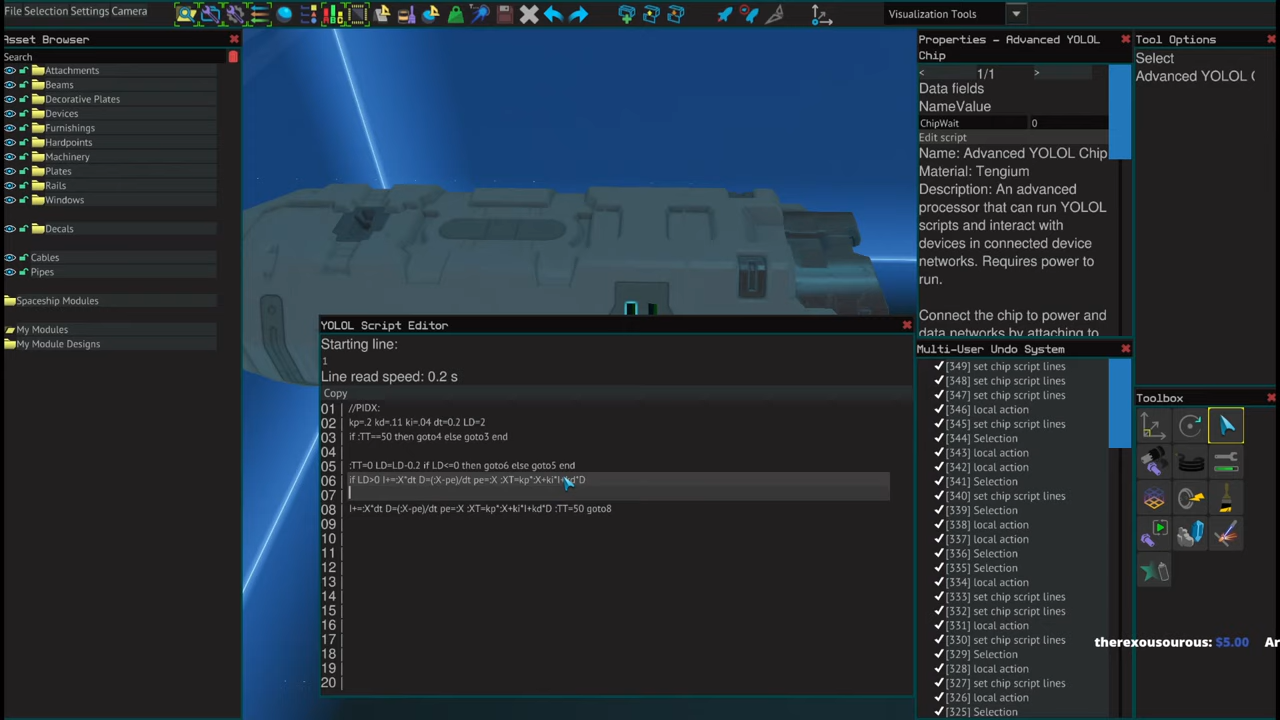 File Selection Settings Camera
Visualization Tools
Asset Browser
Search
Attachments
Beams
Decorative Plates
Devices
Furnishings
Hardpoints
Machinery
Plates
Rails
Windows
Decals
Cables
Pipes
Spaceship Modules
My Modules
My Module Designs
YOLOL Script Editor
Starting line:
1
Line read speed: 0.2 s
Copy
01 //PIDX:
02 kp=.2 kd=.11 ki=.04 dt=0.2 LD=2
03 if :TT==50 then goto4 else goto3 end
04
05 :TT=0 LD=LD-0.2 if LD<=0 then goto6 else goto5 end
06 if LD>0 I+=:X*dt D=(:X-pe)/dt pe=:X :XT=kp*:X+ki*I+kd*D
07
08 I+=:X*dt D=(:X-pe)/dt pe=:X :XT=kp*:X+ki*I+kd*D :TT=50 goto8
09
10
11
12
13
14
15
16
17
18
19
20
Properties - Advanced YOLOL
Chip
< 1/1 >
Data fields
NameValue
ChipWait 0
Edit script
Name: Advanced YOLOL Chip
Material: Tengium
Description: An advanced
processor that can run YOLOL
scripts and interact with
devices in connected device
networks. Requires power to
run.
Connect the chip to power and
data networks by attaching to
Multi-User Undo System
[349] set chip script lines
[348] set chip script lines
[347] set chip script lines
[346] local action
[345] set chip script lines
[344] Selection
[343] local action
[342] local action
[341] Selection
[340] set chip script lines
[339] Selection
[338] local action
[337] local action
[336] Selection
[335] Selection
[334] local action
[333] set chip script lines
[332] set chip script lines
[331] local action
[330] set chip script lines
[329] Selection
[328] local action
[327] set chip script lines
[326] local action
[325] Selection
Tool Options
Select
Advanced YOLOL C
Toolbox
therexousourous: $5.00 Ar